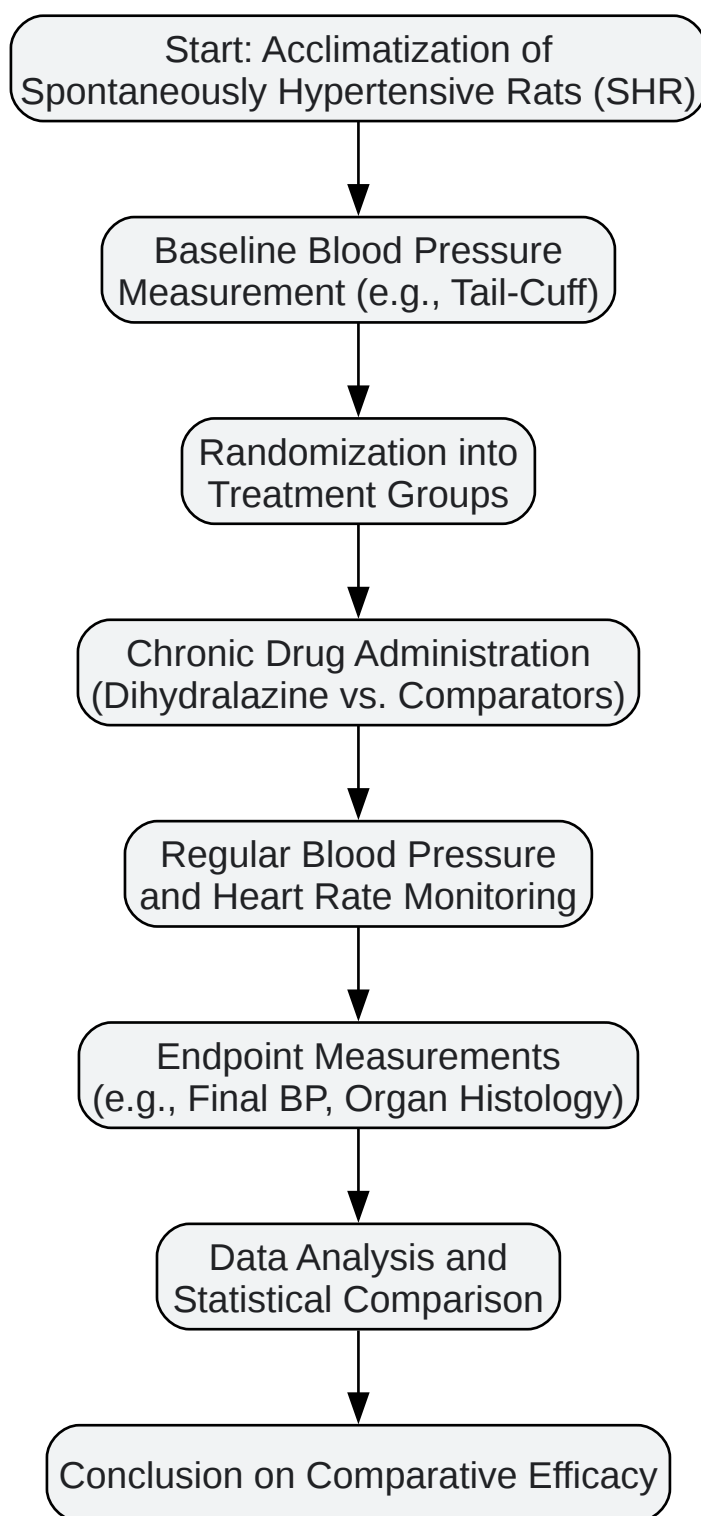 Start: Acclimatization of
Spontaneously Hypertensive Rats (SHR)
Baseline Blood Pressure
Measurement (e.g., Tail-Cuff)
Randomization into
Treatment Groups
Chronic Drug Administration
(Dihydralazine vs. Comparators)
Regular Blood Pressure
and Heart Rate Monitoring
Endpoint Measurements
(e.g., Final BP, Organ Histology)
Data Analysis and
Statistical Comparison
Conclusion on Comparative Efficacy